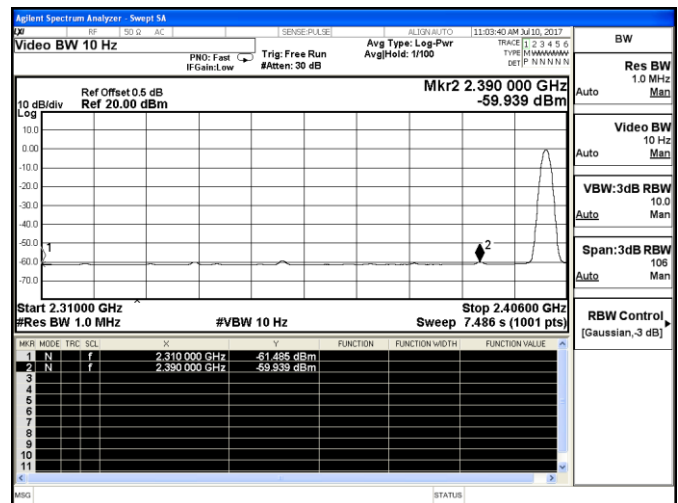 Agilent Spectrum Analyzer - Swept SA
RF 50 Ω AC SENSE:PULSE ALIGN AUTO 11:03:40 AM Jul 10, 2017
Video BW 10 Hz
PNO: Fast
IFGain:Low
Trig: Free Run
#Atten: 30 dB
Avg Type: Log-Pwr
Avg|Hold: 1/100
TRACE 1 2 3 4 5 6
TYPE MWWWWW
DET P N N N N N
Mkr2 2.390 000 GHz
-59.939 dBm
Ref Offset 0.5 dB
10 dB/div Ref 20.00 dBm
Log
10.0
0.00
-10.0
-20.0
-30.0
-40.0
-50.0
-60.0
-70.0
1
2
Start 2.31000 GHz Stop 2.40600 GHz
#Res BW 1.0 MHz #VBW 10 Hz Sweep 7.486 s (1001 pts)
MKR MODE TRC SCL X Y FUNCTION FUNCTION WIDTH FUNCTION VALUE
1 N f 2.310 000 GHz -61.485 dBm
2 N f 2.390 000 GHz -59.939 dBm
3
4
5
6
7
8
9
10
11
MSG STATUS
BW
Res BW
1.0 MHz
Auto Man
Video BW
10 Hz
Auto Man
VBW:3dB RBW
10.0
Auto Man
Span:3dB RBW
106
Auto Man
RBW Control
[Gaussian,-3 dB]